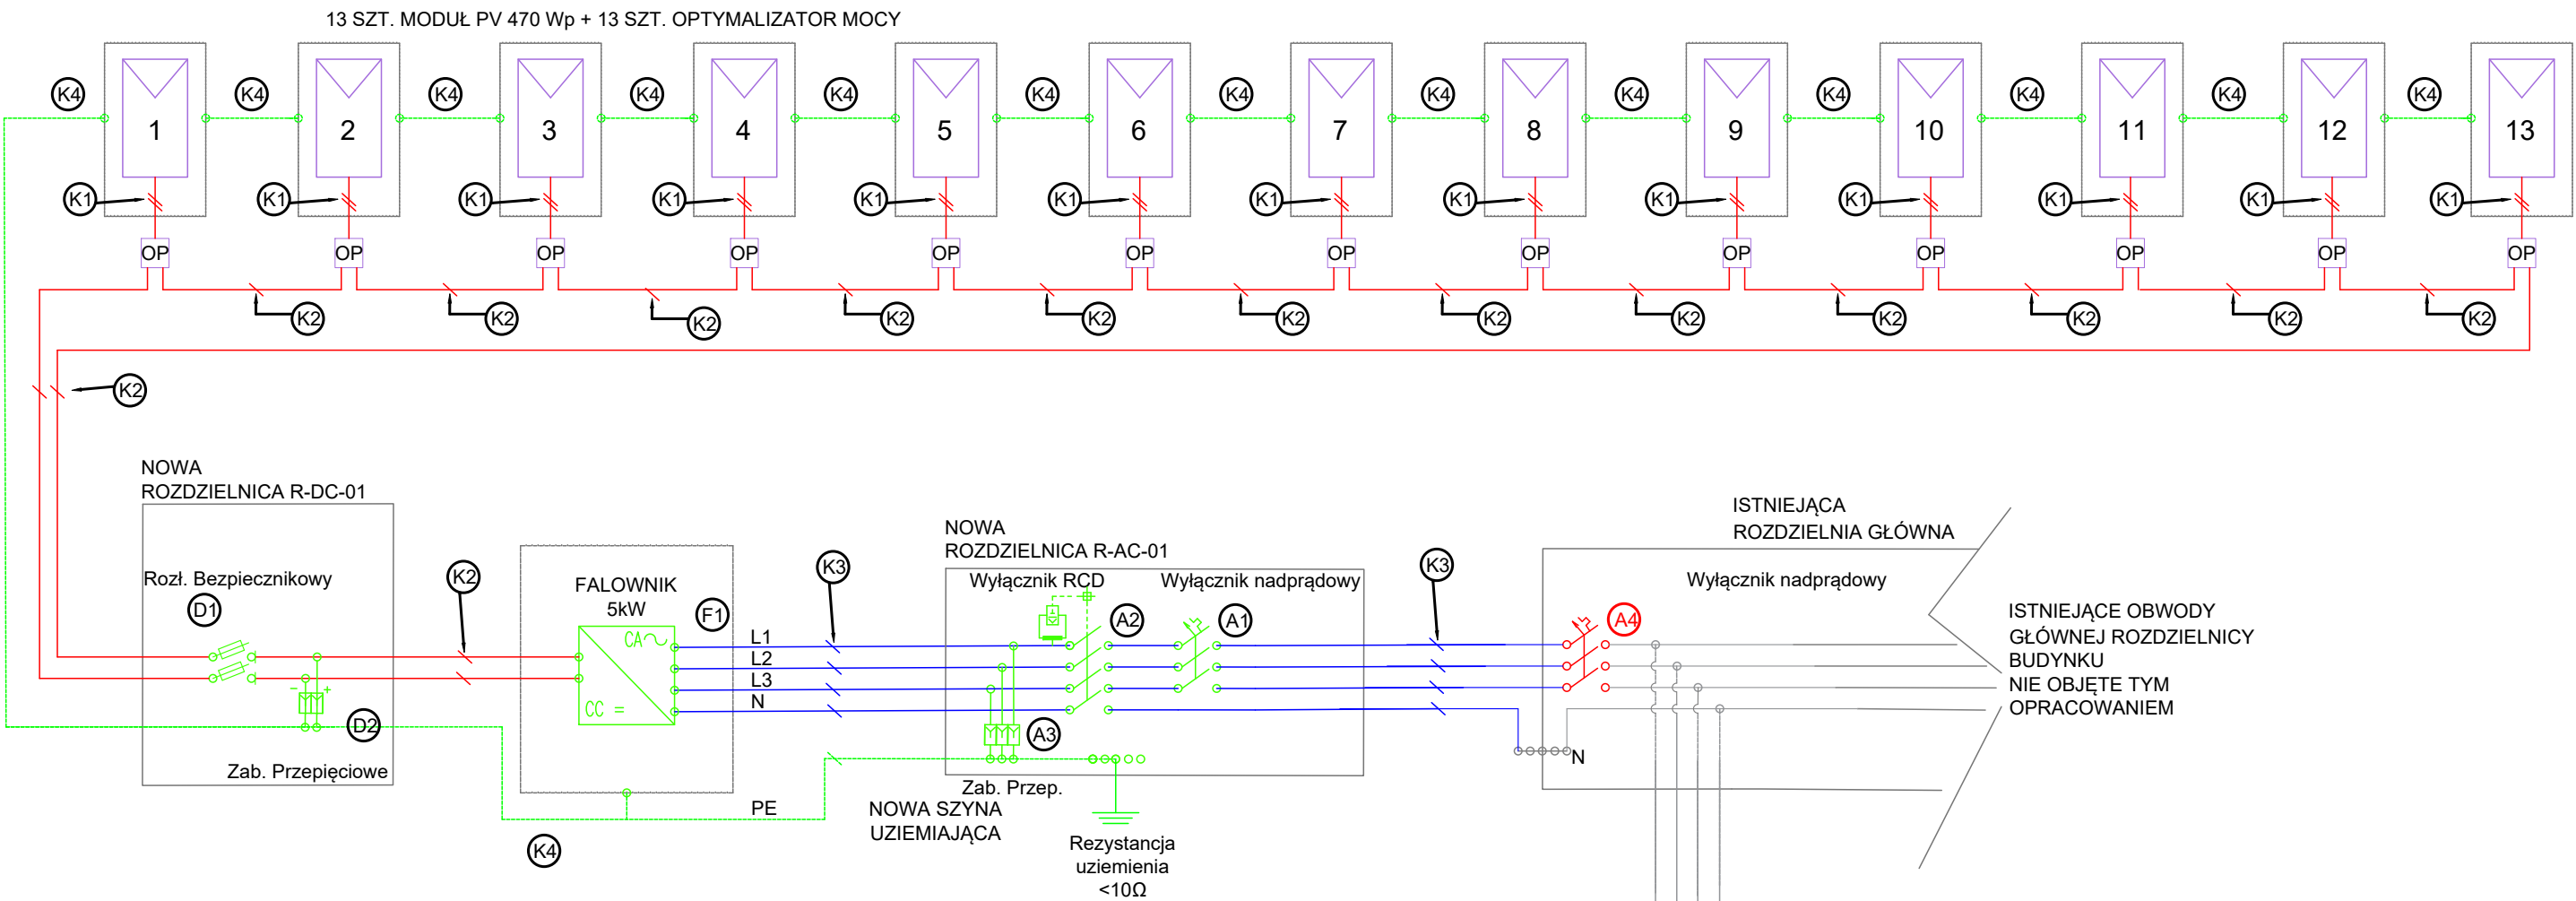 13 SZT. MODUŁ PV 470 Wp + 13 SZT. OPTYMALIZATOR MOCY
K4 K4 K4 K4 K4 K4 K4 K4 K4 K4 K4 K4 K4
1 2 3 4 5 6 7 8 9 10 11 12 13
K1 K1 K1 K1 K1 K1 K1 K1 K1 K1 K1 K1 K1
OP OP OP OP OP OP OP OP OP OP OP OP OP
K2 K2 K2 K2 K2 K2 K2 K2 K2 K2 K2 K2
K2
NOWA
ROZDZIELNICA R-DC-01
Rozł. Bezpiecznikowy
D1
- +
D2
Zab. Przepięciowe
K2
FALOWNIK
5kW
F1
CA
CC =
K4
K3
L1
L2
L3
N
PE
NOWA
ROZDZIELNICA R-AC-01
Wyłącznik RCD
Wyłącznik nadprądowy
A2
A1
A3
Zab. Przep.
NOWA SZYNA
UZIEMIAJĄCA
Rezystancja
uziemienia
<10Ω
K3
ISTNIEJĄCA
ROZDZIELNIA GŁÓWNA
Wyłącznik nadprądowy
A4
N
ISTNIEJĄCE OBWODY
GŁÓWNEJ ROZDZIELNICY
BUDYNKU
NIE OBJĘTE TYM
OPRACOWANIEM